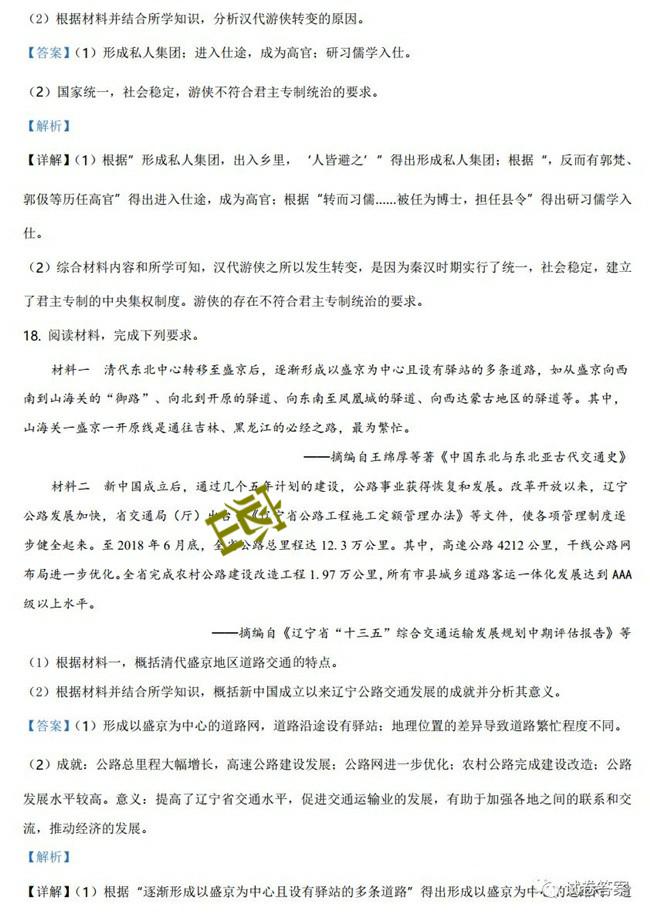 （2）根据材料并结合所学知识，分析汉代游侠转变的原因。
【答案】（1）形成私人集团；进入仕途，成为高官；研习儒学入仕。
（2）国家统一，社会稳定，游侠不符合君主专制统治的要求。
【解析】
【详解】（1）根据”形成私人集团，出入乡里，‘人皆避之’”得出形成私人集团；根据“，反而有郭梵、
郭伋等历任高官”得出进入仕途，成为高官；根据“转而习儒……被任为博士，担任县令”得出研习儒学入
仕。
（2）综合材料内容和所学可知，汉代游侠之所以发生转变，是因为秦汉时期实行了统一，社会稳定，建立
了君主专制的中央集权制度。游侠的存在不符合君主专制统治的要求。
18. 阅读材料，完成下列要求。
材料一 清代东北中心转移至盛京后，逐渐形成以盛京为中心且设有驿站的多条道路，如从盛京向西
南到山海关的“御路”、向北到开原的驿道、向东南至凤凰城的驿道、向西达蒙古地区的驿道等。其中，
山海关一盛京一开原线是通往吉林、黑龙江的必经之路，最为繁忙。
——摘编自王绵厚等著《中国东北与东北亚古代交通史》
材料二 新中国成立后，通过几个五年计划的建设，公路事业获得恢复和发展。改革开放以来，辽宁
公路发展加快，省交通局（厅）出台《辽宁省公路工程施工定额管理办法》等文件，使各项管理制度逐
步健全起来。至 2018 年 6 月底，全省公路总里程达 12.3 万公里。其中，高速公路 4212 公里，干线公路网
布局进一步优化。全省完成农村公路建设改造工程 1.97 万公里，所有市县城乡道路客运一体化发展达到 AAA
级以上水平。
——摘编自《辽宁省“十三五”综合交通运输发展规划中期评估报告》等
（1）根据材料一，概括清代盛京地区道路交通的特点。
（2）根据材料并结合所学知识，概括新中国成立以来辽宁公路交通发展的成就并分析其意义。
【答案】（1）形成以盛京为中心的道路网，道路沿途设有驿站；地理位置的差异导致道路繁忙程度不同。
（2）成就：公路总里程大幅增长，高速公路建设发展；公路网进一步优化；农村公路完成建设改造；公路
发展水平较高。意义：提高了辽宁省交通水平，促进交通运输业的发展，有助于加强各地之间的联系和交
流，推动经济的发展。
【解析】
【详解】（1）根据“逐渐形成以盛京为中心且设有驿站的多条道路”得出形成以盛京为中心的道路网，道
试卷答案